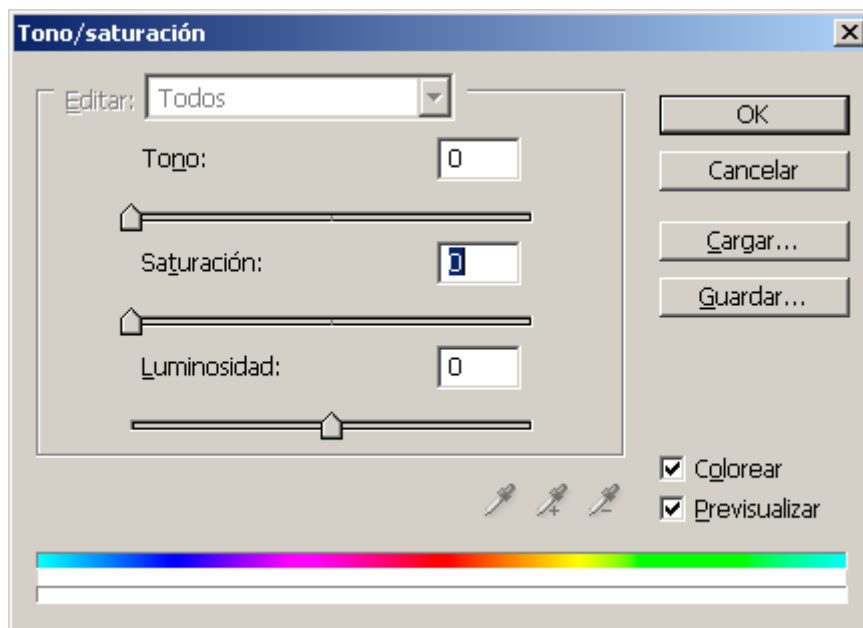 Tono/saturación
Editar: Todos
OK
Tono: 0
Cancelar
Cargar...
Saturación: 0
Guardar...
Luminosidad: 0
Colorear
Previsualizar